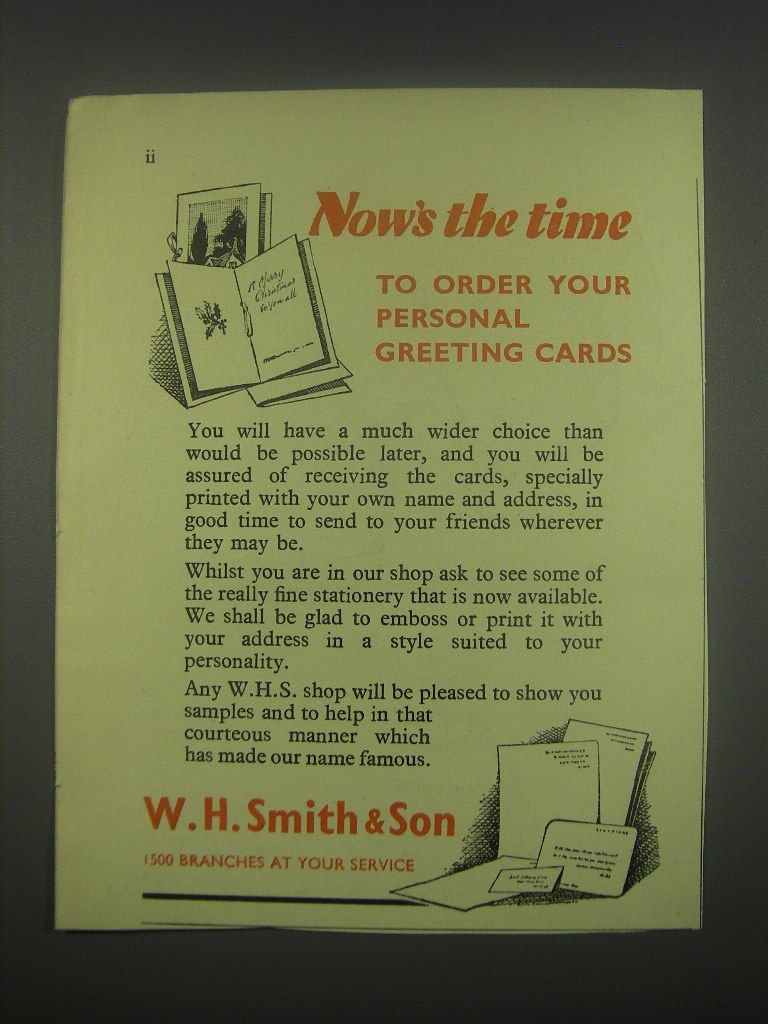 ii
Now's the time
TO ORDER YOUR
PERSONAL
GREETING CARDS
A Merry
Christmas
to you all
You will have a much wider choice than
would be possible later, and you will be
assured of receiving the cards, specially
printed with your own name and address, in
good time to send to your friends wherever
they may be.
Whilst you are in our shop ask to see some of
the really fine stationery that is now available.
We shall be glad to emboss or print it with
your address in a style suited to your
personality.
Any W.H.S. shop will be pleased to show you
samples and to help in that
courteous manner which
has made our name famous.
W.H. Smith & Son
1500 BRANCHES AT YOUR SERVICE